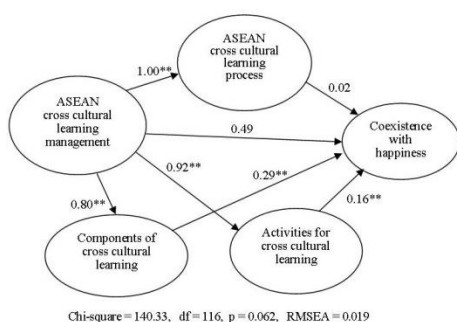 ASEAN
cross cultural
learning
process
1.00**
0.02
ASEAN
cross cultural
learning
management
0.49
Coexistence
with
happiness
0.92**
0.29**
0.80**
0.16**
Components of
cross cultural
learning
Activities for
cross cultural
learning
Chi-square = 140.33, df = 116, p = 0.062, RMSEA = 0.019